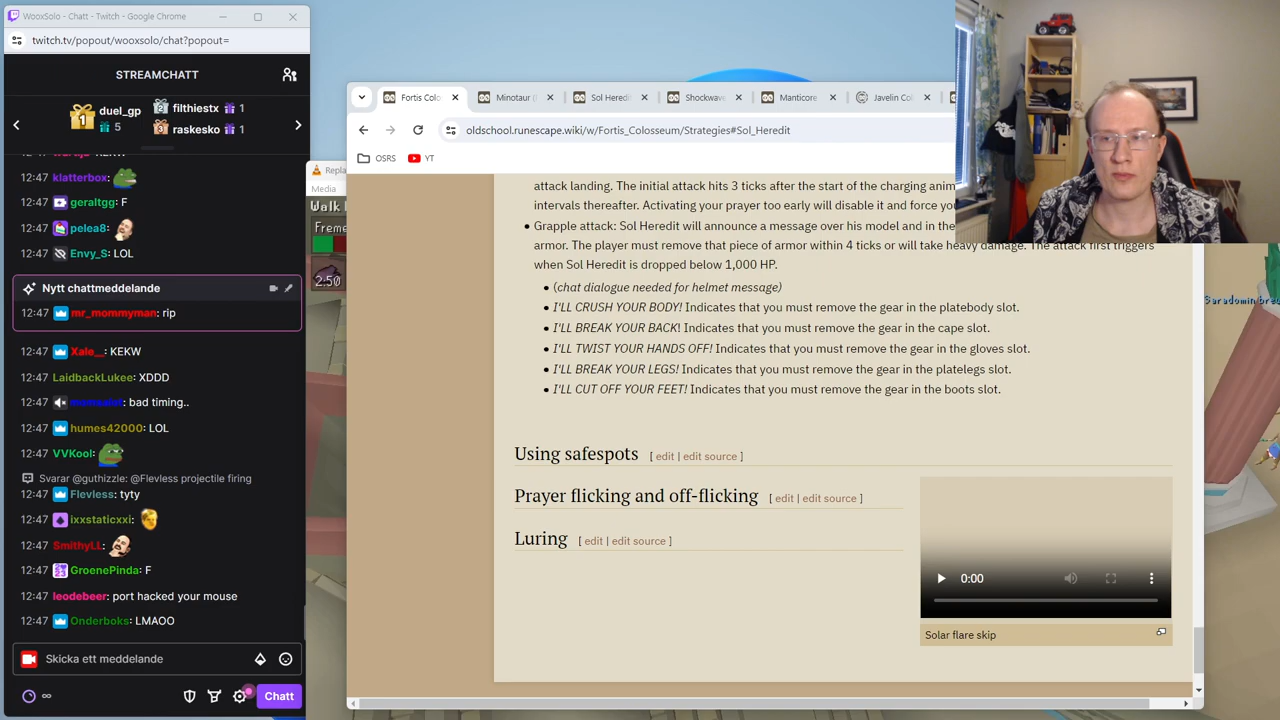 WooxSolo - Chatt - Twitch - Google Chrome
twitch.tv/popout/wooxsolo/chat?popout=
STREAMCHATT
duel_gp
5
2 filthiestx 1
3 raskesko 1
klatterbox:
geraltgg: F
12:47 pelea8:
12:47 Envy_S: LOL
Nytt chattmeddelande
12:47 mr_mommyman: rip
12:47 Xale__: KEKW
12:47 LaidbackLukee: XDDD
12:47 bad timing..
12:47 humes42000: LOL
12:47 VVKool:
Svarar @guthizzle: @Flevless projectile firing
12:47 Flevless: tyty
12:47 ixxstaticxxi:
12:47 SmithyLL:
12:47 GroenePinda: F
12:47 leodebeer: port hacked your mouse
12:47 Onderboks: LMAOO
Skicka ett meddelande
Chatt
Repla
Media
Walk
Freme
2:50
Fortis Colo
Minotaur (
Sol Heredi
Shockwave
Manticore
Javelin Col
oldschool.runescape.wiki/w/Fortis_Colosseum/Strategies#Sol_Heredit
OSRS
YT
attack landing. The initial attack hits 3 ticks after the start of the charging anim
intervals thereafter. Activating your prayer too early will disable it and force yo
• Grapple attack: Sol Heredit will announce a message over his model and in the
armor. The player must remove that piece of armor within 4 ticks or will take heavy damage. The attack first triggers
when Sol Heredit is dropped below 1,000 HP.
• (chat dialogue needed for helmet message)
• I'LL CRUSH YOUR BODY! Indicates that you must remove the gear in the platebody slot.
• I'LL BREAK YOUR BACK! Indicates that you must remove the gear in the cape slot.
• I'LL TWIST YOUR HANDS OFF! Indicates that you must remove the gear in the gloves slot.
• I'LL BREAK YOUR LEGS! Indicates that you must remove the gear in the platelegs slot.
• I'LL CUT OFF YOUR FEET! Indicates that you must remove the gear in the boots slot.
Using safespots [ edit | edit source ]
Prayer flicking and off-flicking [ edit | edit source ]
Luring [ edit | edit source ]
0:00
Solar flare skip
Saradomin bre